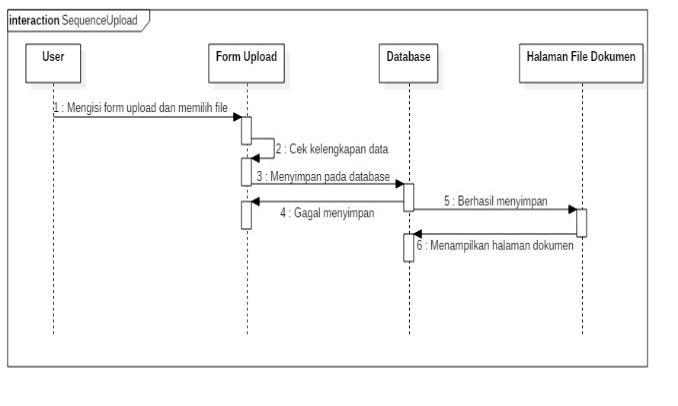 interaction SequenceUpload
User
Form Upload
Database
Halaman File Dokumen
1 : Mengisi form upload dan memilih file
2 : Cek kelengkapan data
3 : Menyimpan pada database
4 : Gagal menyimpan
5 : Berhasil menyimpan
6 : Menampilkan halaman dokumen